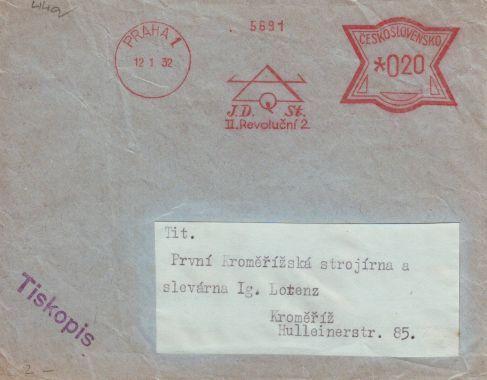 PRAHA 1
12 1 32
5691
J.D. St.
II. Revoluční 2
ČESKOSLOVENSKO
*020
Tit.
První Kroměřížská strojírna a
slevárna Ig. Lorenz
Kroměříž
Hulleinerstr. 85.
Tiskopis
2 –